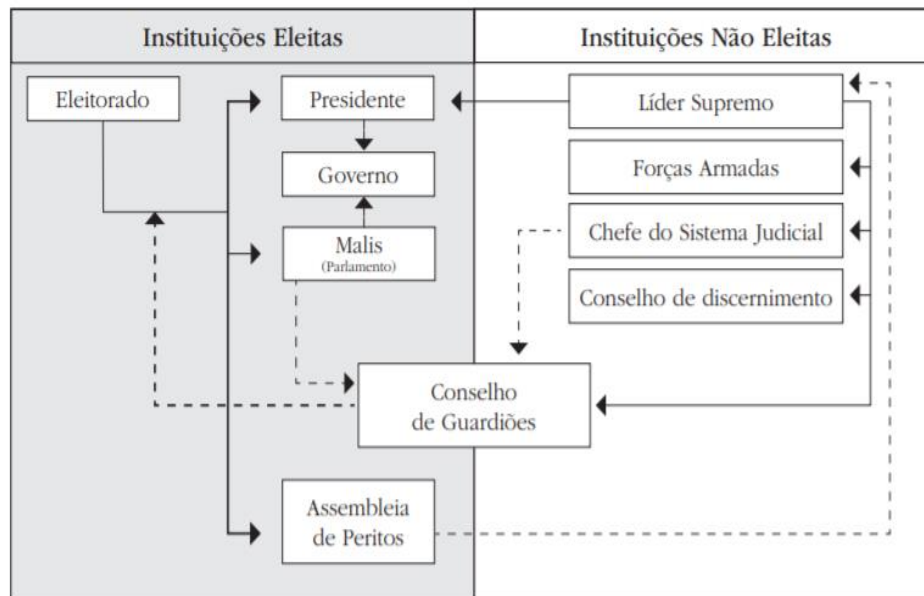 Instituições Eleitas
Instituições Não Eleitas
Eleitorado
Presidente
Governo
Malis
(Parlamento)
Líder Supremo
Forças Armadas
Chefe do Sistema Judicial
Conselho de discernimento
Conselho
de Guardiões
Assembleia
de Peritos